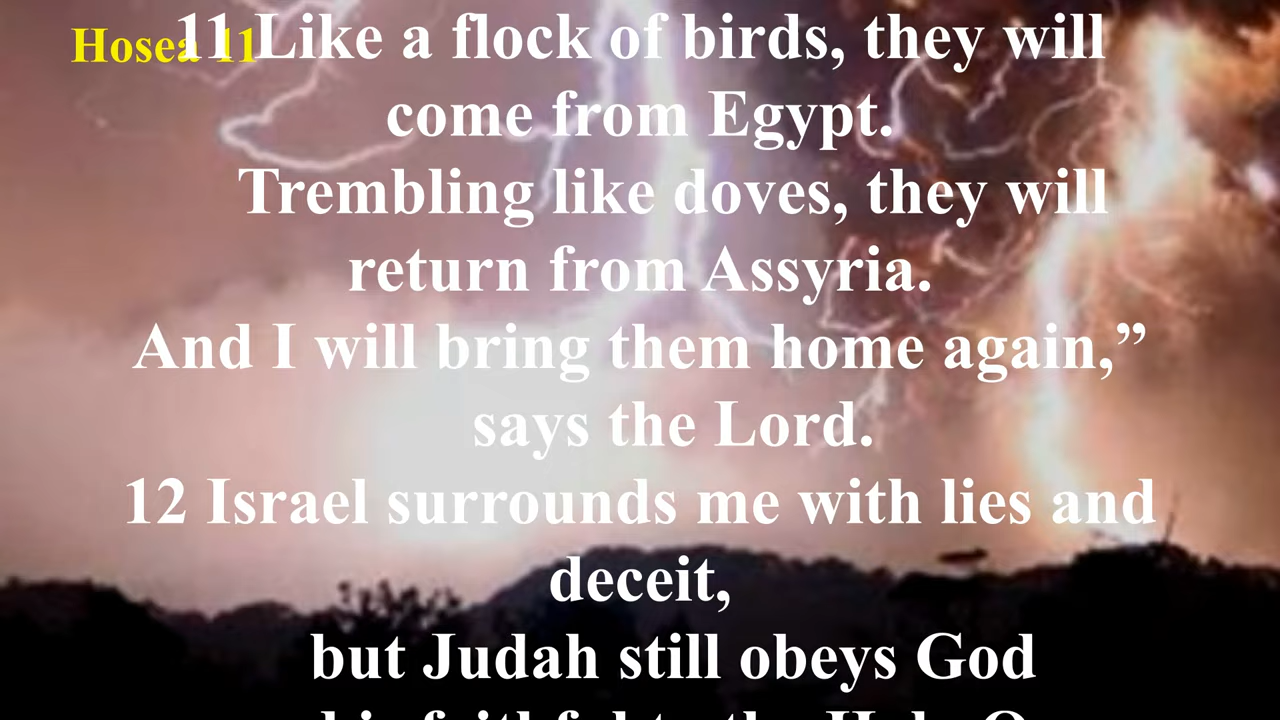 Hosea 11
11 Like a flock of birds, they will
come from Egypt.
Trembling like doves, they will
return from Assyria.
And I will bring them home again,”
says the Lord.
12 Israel surrounds me with lies and
deceit,
but Judah still obeys God